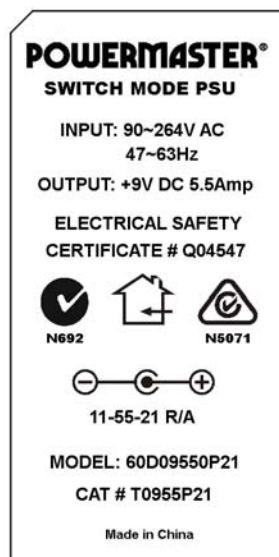 POWERMASTER®
SWITCH MODE PSU
INPUT: 90~264V AC
47~63Hz
OUTPUT: +9V DC 5.5Amp
ELECTRICAL SAFETY
CERTIFICATE # Q04547
N692 N5071
11-55-21 R/A
MODEL: 60D09550P21
CAT # T0955P21
Made in China